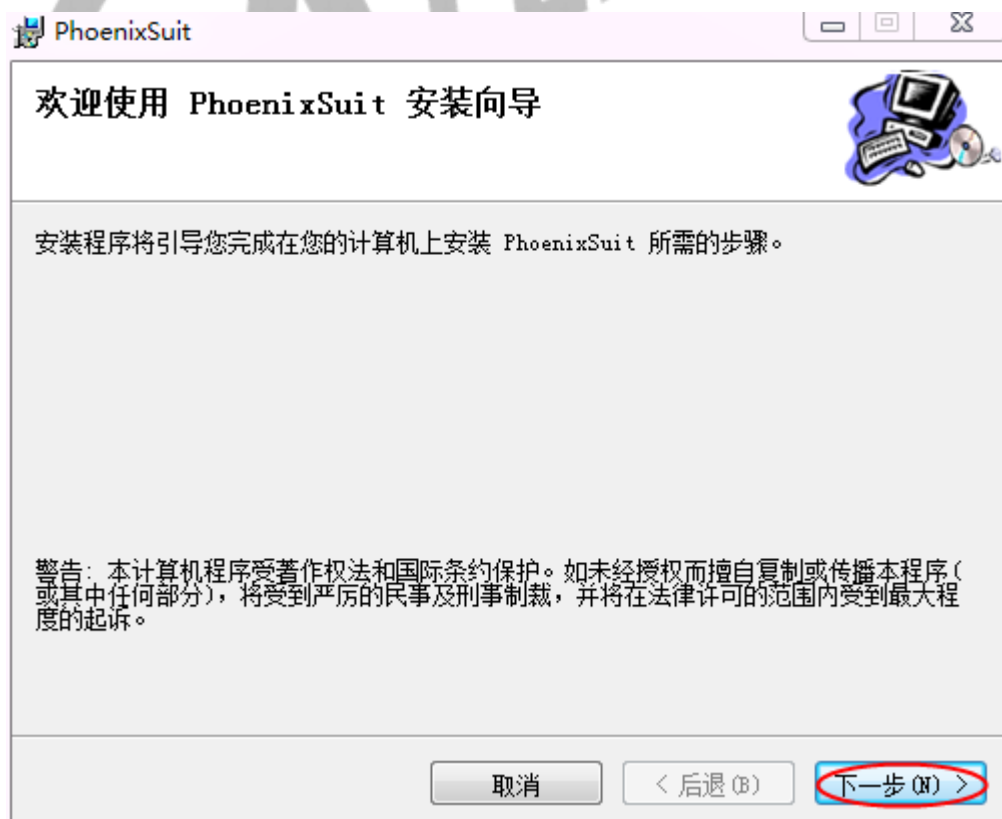 PhoenixSuit
欢迎使用 PhoenixSuit 安装向导
安装程序将引导您完成在您的计算机上安装 PhoenixSuit 所需的步骤。
警告: 本计算机程序受著作权法和国际条约保护。如未经授权而擅自复制或传播本程序(
或其中任何部分),将受到严厉的民事及刑事制裁,并将在法律许可的范围内受到最大程
度的起诉。
取消
< 后退(B)
下一步(N) >